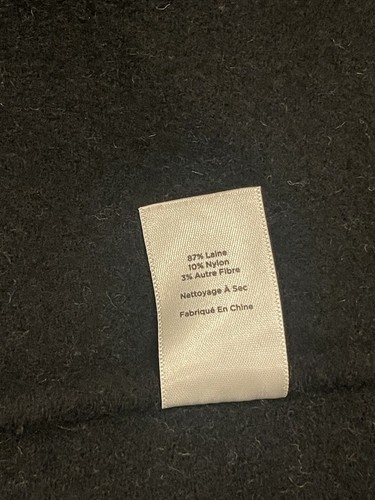 87% Laine
10% Nylon
3% Autre Fibre
Nettoyage À Sec
Fabriqué En Chine